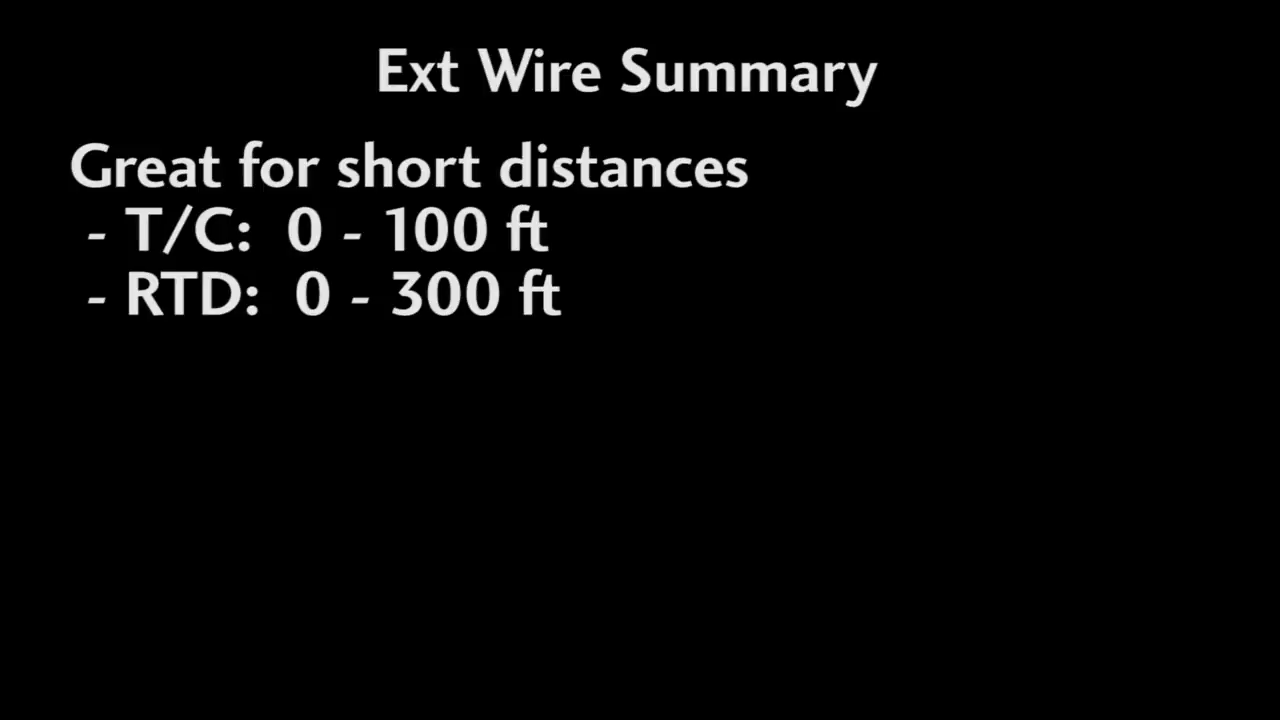 Ext Wire Summary
Great for short distances
- T/C: 0 - 100 ft
- RTD: 0 - 300 ft